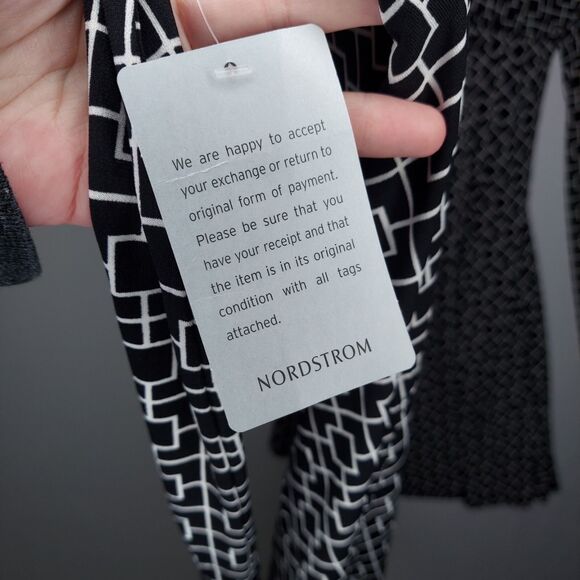 We are happy to accept
your exchange or return to
original form of payment.
Please be sure that you
have your receipt and that
the item is in its original
condition with all tags
attached.
NORDSTROM